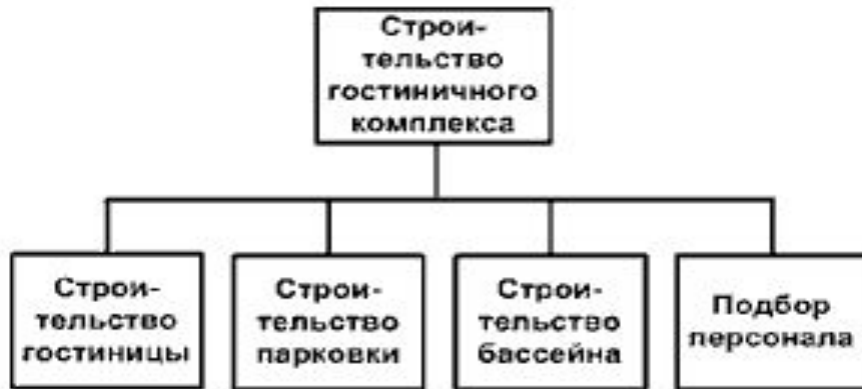 Строи-
тельство
гостиничного
комплекса
Строи-
тельство
гостиницы
Строи-
тельство
парковки
Строи-
тельство
бассейна
Подбор
персонала